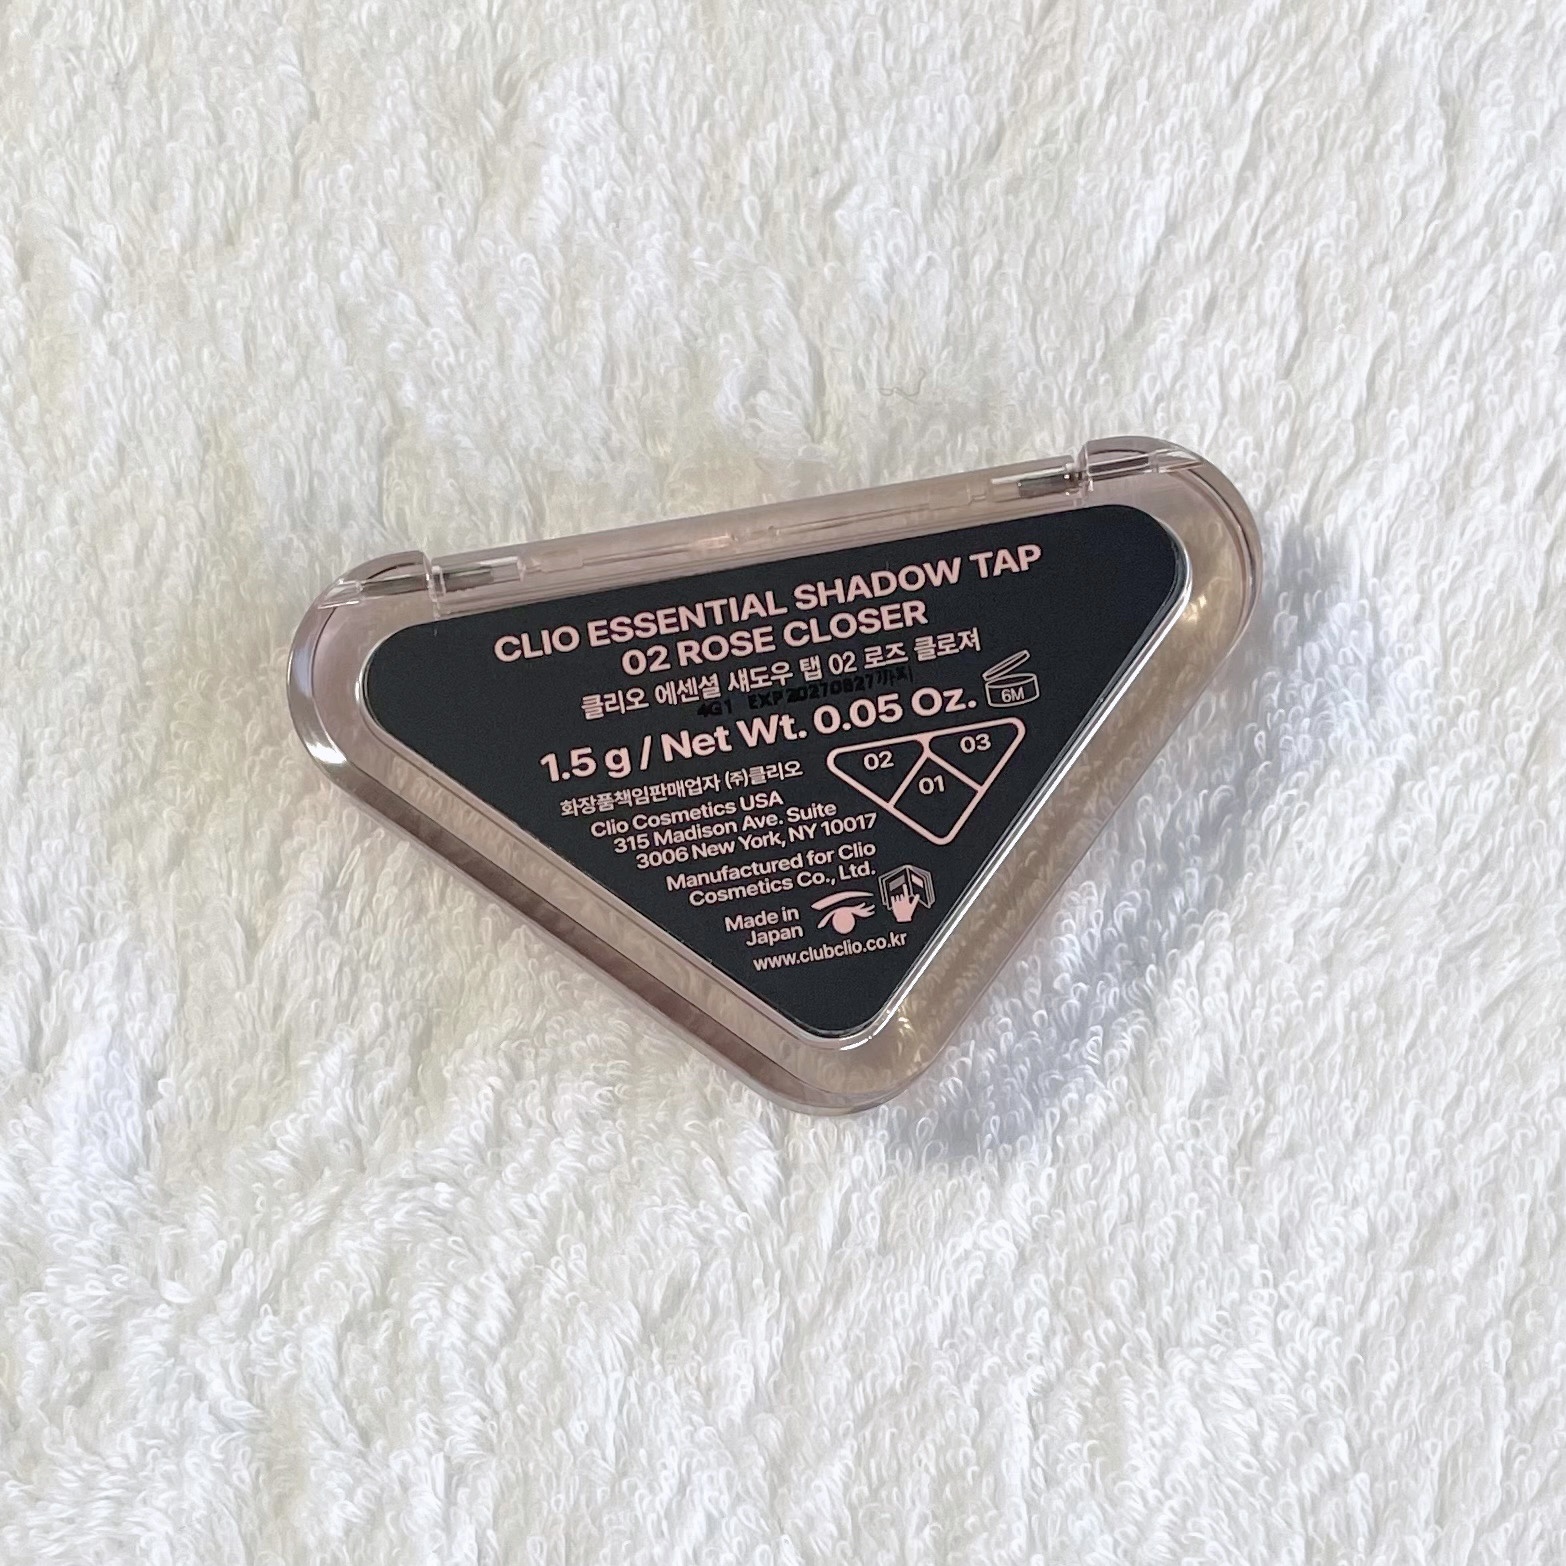 CLIO ESSENTIAL SHADOW TAP
02 ROSE CLOSER
클리오 에센셜 섀도우 탭 02 로즈 클로져
4G1 EXP20270827까지
1.5 g / Net Wt. 0.05 Oz.
6M
02
03
01
화장품책임판매업자 (주)클리오
Clio Cosmetics USA
315 Madison Ave. Suite
3006 New York, NY 10017
Manufactured for Clio
Cosmetics Co., Ltd.
Made in
Japan
www.clubclio.co.kr